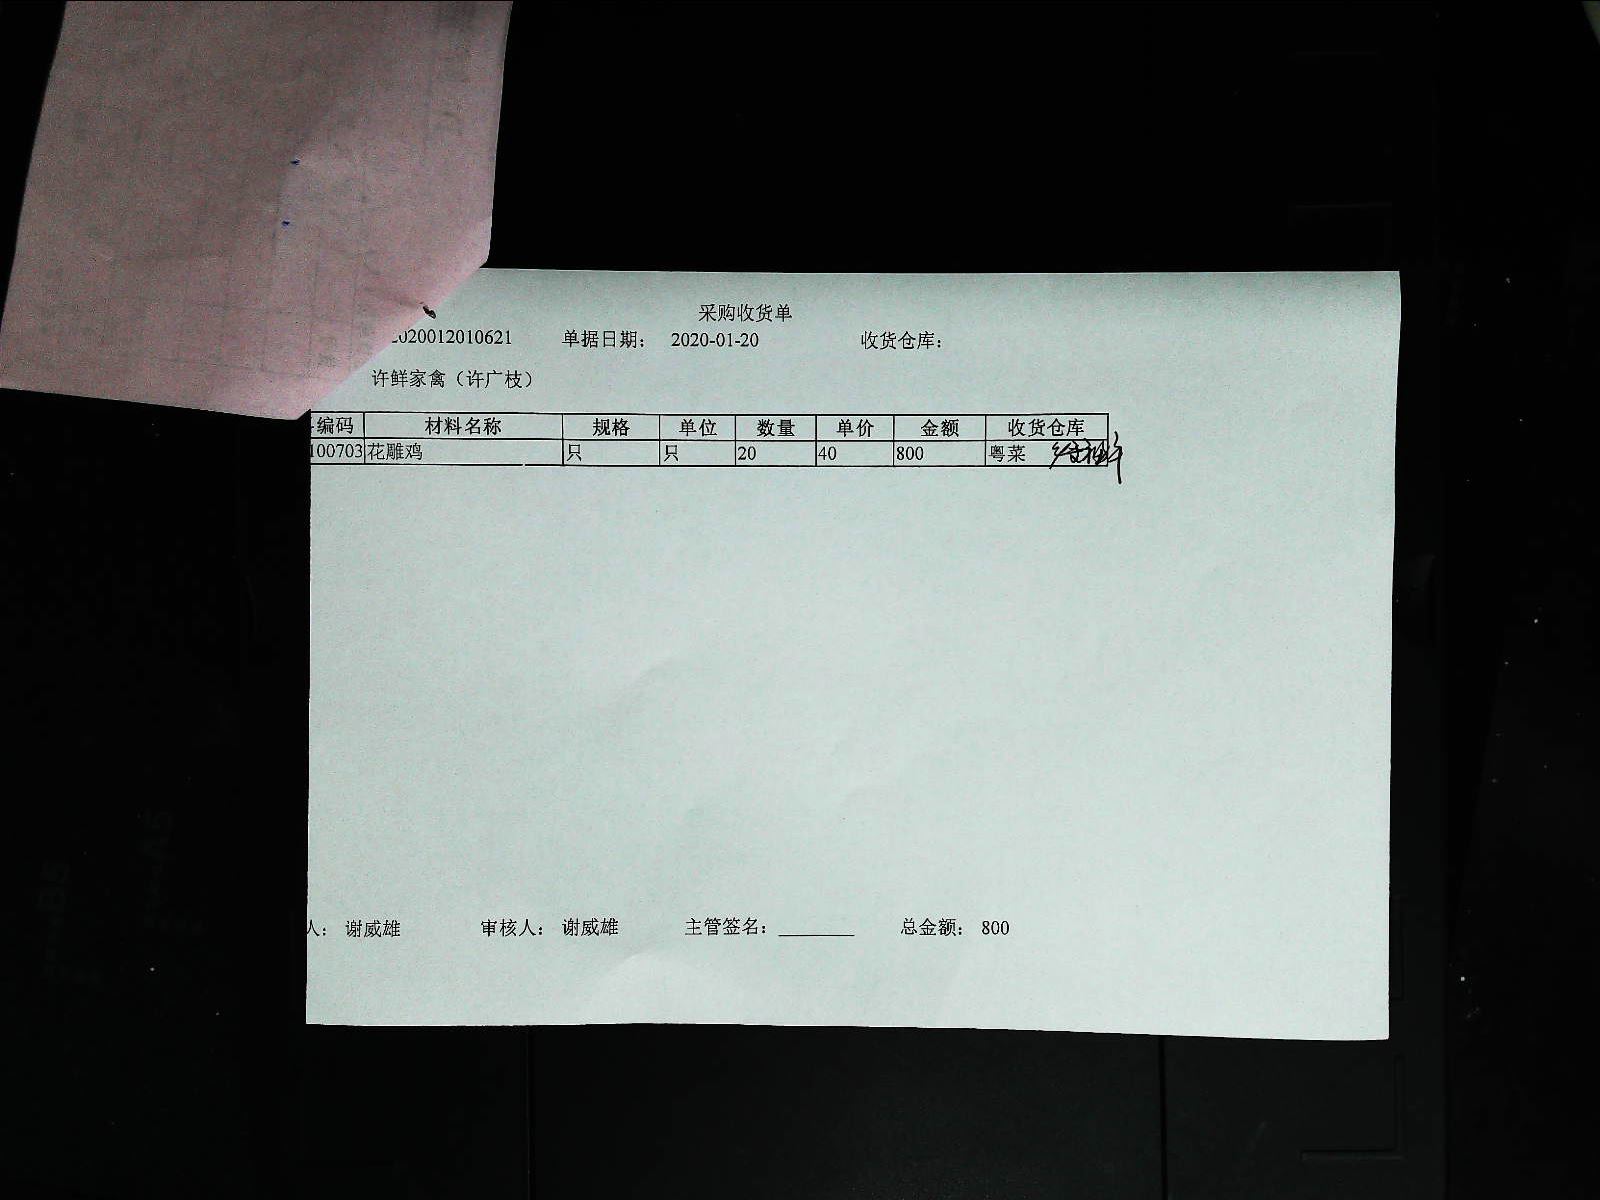 采购收货单
2020012010621 单据日期： 2020-01-20 收货仓库：
许鲜家禽（许广枝）
编码 材料名称 规格 单位 数量 单价 金额 收货仓库
100703 花雕鸡 只 只 20 40 800 粤菜
人： 谢威雄 审核人： 谢威雄 主管签名： 总金额： 800